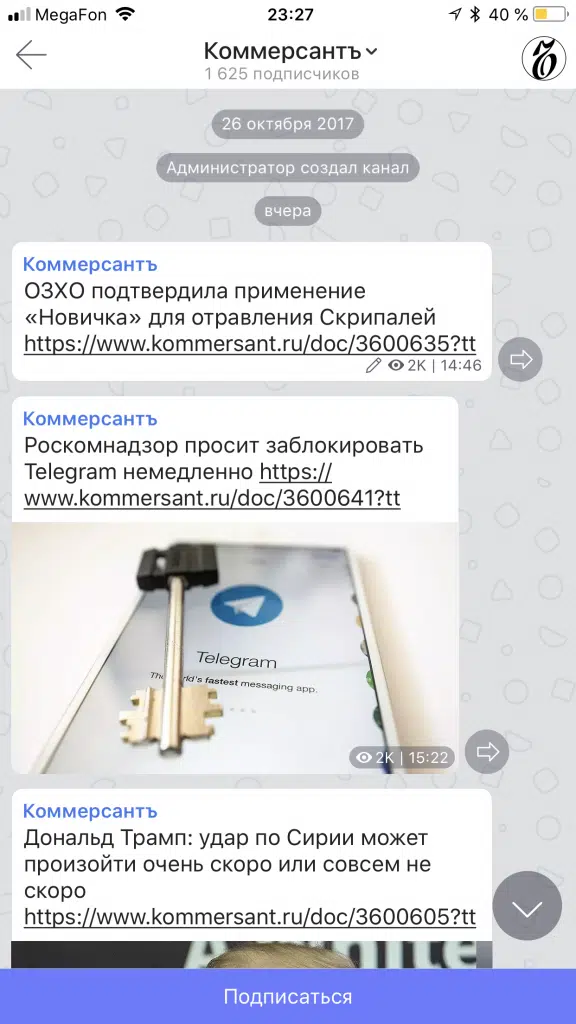 MegaFon
23:27
40 %
Коммерсантъ
1 625 подписчиков
26 октября 2017
Администратор создал канал
вчера
Коммерсантъ
ОЗХО подтвердила применение
«Новичка» для отравления Скрипалей
https://www.kommersant.ru/doc/3600635?tt
2K | 14:46
Коммерсантъ
Роскомнадзор просит заблокировать
Telegram немедленно https://
www.kommersant.ru/doc/3600641?tt
Telegram
fastest messaging app.
2K | 15:22
Коммерсантъ
Дональд Трамп: удар по Сирии может
произойти очень скоро или совсем не
скоро
https://www.kommersant.ru/doc/3600605?tt
Подписаться